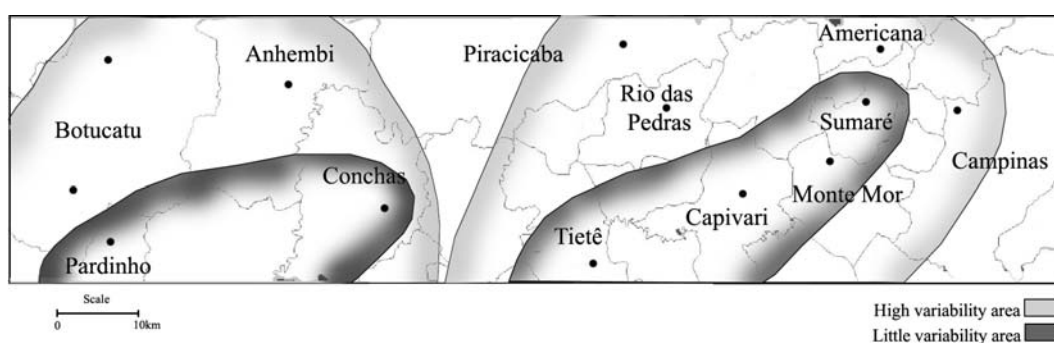 Anhembi
Piracicaba
Americana
Botucatu
Rio das
Pedras
Sumaré
Campinas
Conchas
Monte Mor
Capivari
Tietê
Pardinho
Scale
0 10km
High variability area
Little variability area